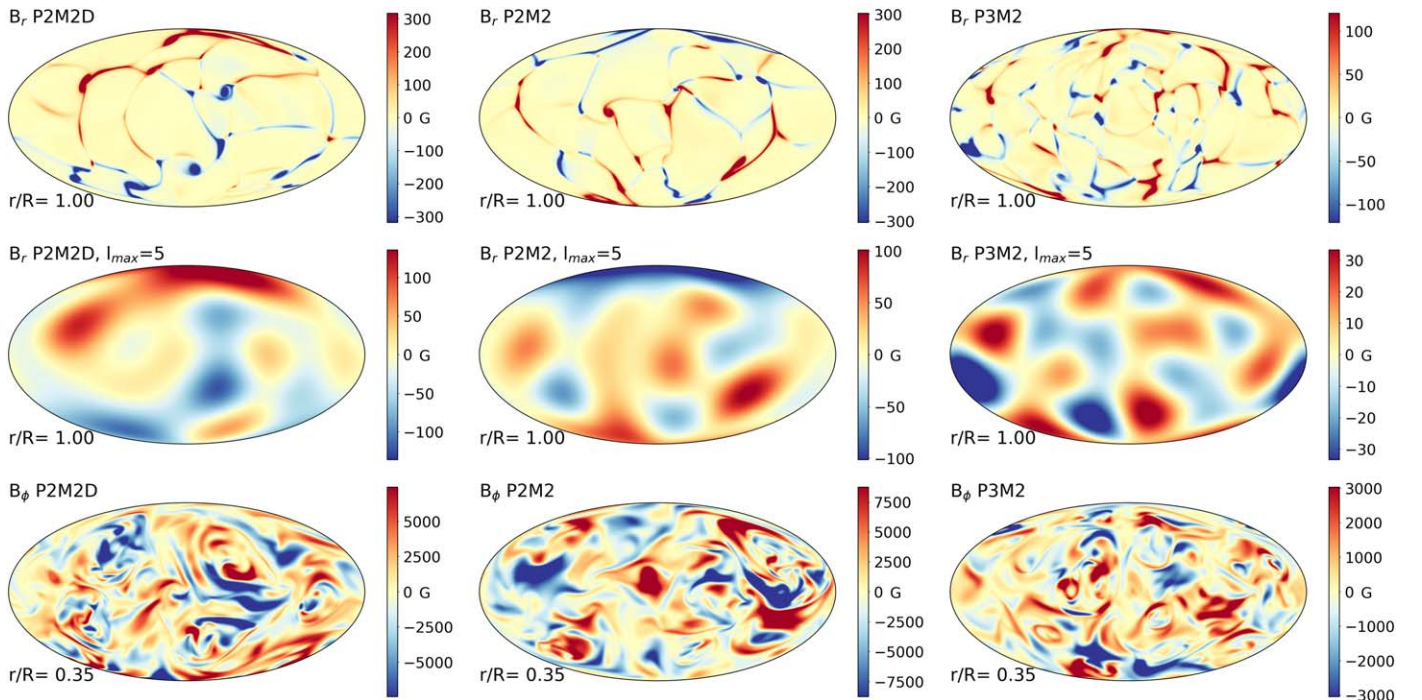 B_r P2M2D
300
200
100
0 G
−100
−200
−300
r/R= 1.00
B_r P2M2
300
200
100
0 G
−100
−200
−300
r/R= 1.00
B_r P3M2
100
50
0 G
−50
−100
r/R= 1.00
B_r P2M2D, l_max=5
100
50
0 G
−50
−100
r/R= 1.00
B_r P2M2, l_max=5
100
50
0 G
−50
−100
r/R= 1.00
B_r P3M2, l_max=5
30
20
10
0 G
−10
−20
−30
r/R= 1.00
B_ϕ P2M2D
5000
2500
0 G
−2500
−5000
r/R= 0.35
B_ϕ P2M2
7500
5000
2500
0 G
−2500
−5000
−7500
r/R= 0.35
B_ϕ P3M2
3000
2000
1000
0 G
−1000
−2000
−3000
r/R= 0.35